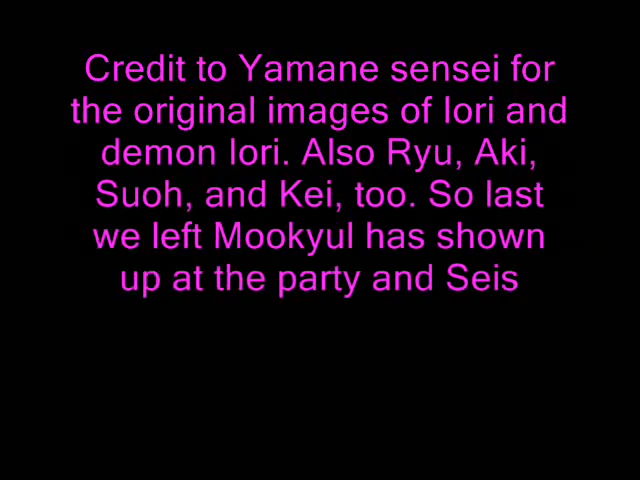 Credit to Yamane sensei for
the original images of Iori and
demon Iori. Also Ryu, Aki,
Suoh, and Kei, too. So last
we left Mookyul has shown
up at the party and Seis